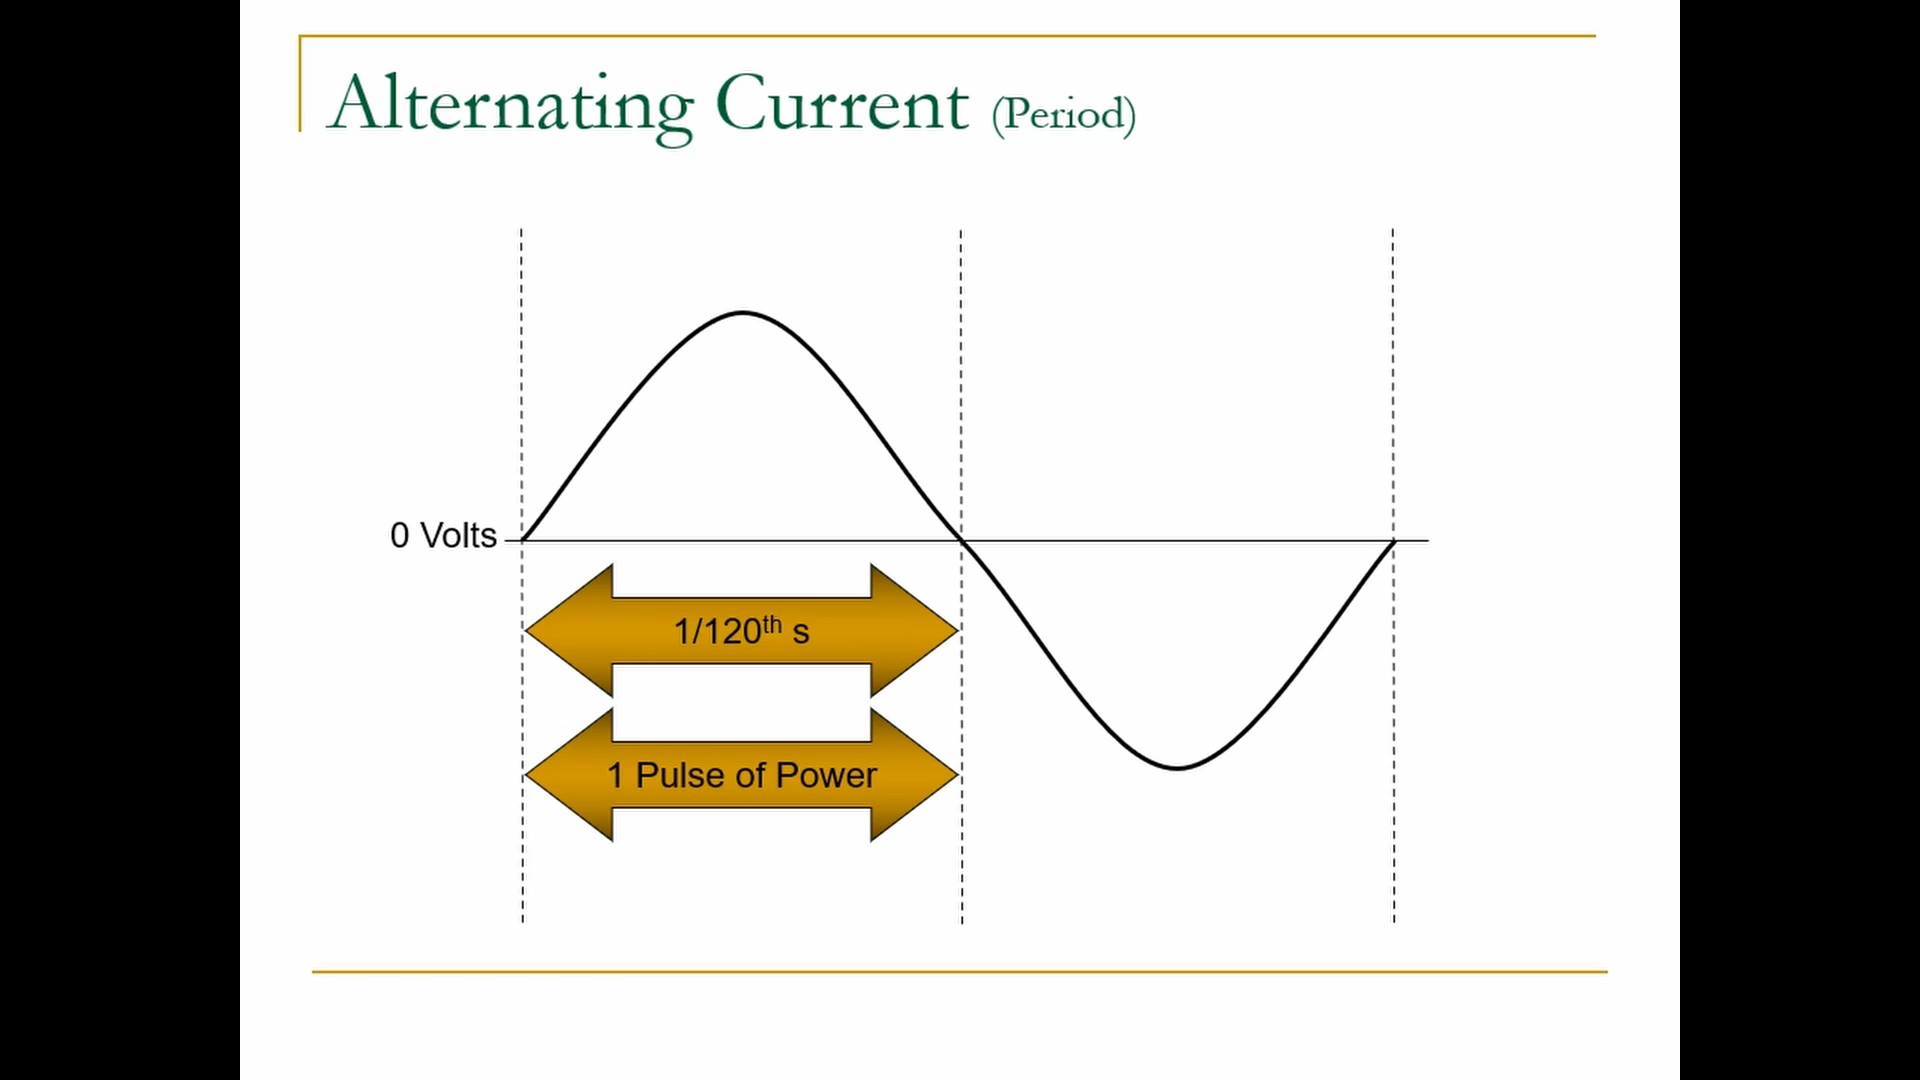 Alternating Current (Period)
0 Volts
1/120th s
1 Pulse of Power